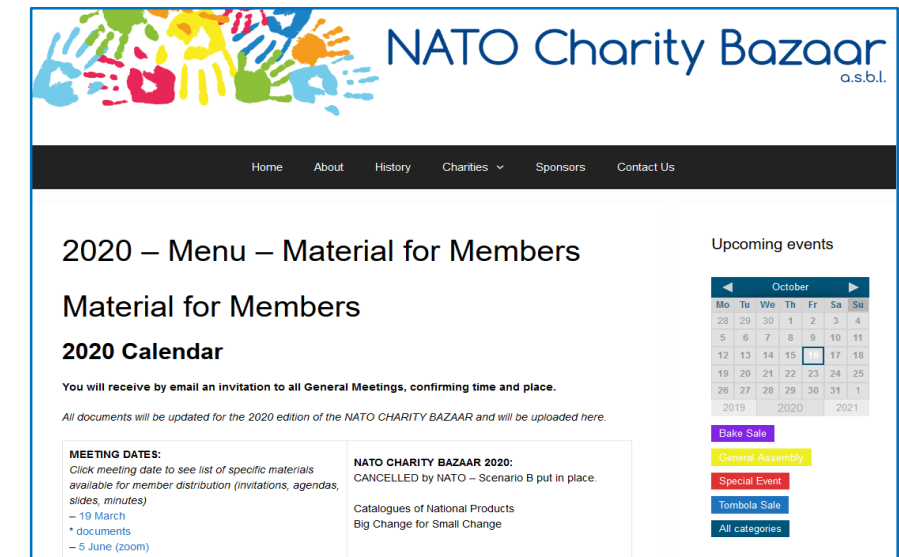 NATO Charity Bazaar
a.s.b.l.
Home About History Charities Sponsors Contact Us
2020 – Menu – Material for Members
Material for Members
2020 Calendar
You will receive by email an invitation to all General Meetings, confirming time and place.
All documents will be updated for the 2020 edition of the NATO CHARITY BAZAAR and will be uploaded here.
MEETING DATES:
Click meeting date to see list of specific materials
available for member distribution (invitations, agendas,
slides, minutes)
– 19 March
* documents
– 5 June (zoom)
NATO CHARITY BAZAAR 2020:
CANCELLED by NATO – Scenario B put in place.
Catalogues of National Products
Big Change for Small Change
Upcoming events
October
Mo Tu We Th Fr Sa Su
28 29 30 1 2 3 4
5 6 7 8 9 10 11
12 13 14 15 16 17 18
19 20 21 22 23 24 25
26 27 28 29 30 31 1
2019 2020 2021
Bake Sale
General Assembly
Special Event
Tombola Sale
All categories